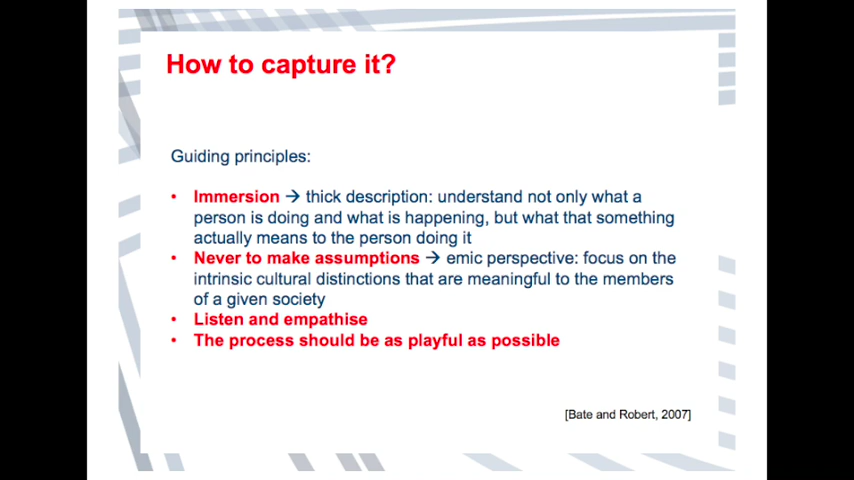 How to capture it?
Guiding principles:
• Immersion → thick description: understand not only what a
person is doing and what is happening, but what that something
actually means to the person doing it
• Never to make assumptions → emic perspective: focus on the
intrinsic cultural distinctions that are meaningful to the members
of a given society
• Listen and empathise
• The process should be as playful as possible
[Bate and Robert, 2007]